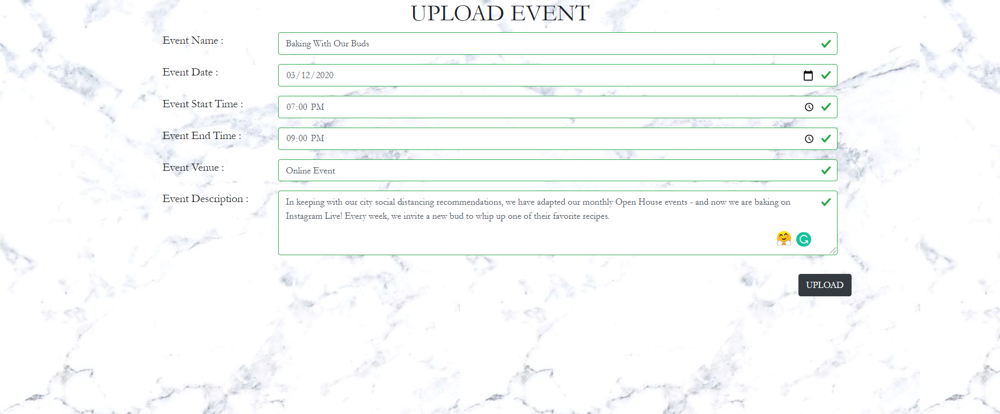 UPLOAD EVENT
Event Name :
Baking With Our Buds
Event Date :
03/12/2020
Event Start Time :
07:00 PM
Event End Time :
09:00 PM
Event Venue :
Online Event
Event Description :
In keeping with our city social distancing recommendations, we have adapted our monthly Open House events - and now we are baking on
Instagram Live! Every week, we invite a new bud to whip up one of their favorite recipes.
UPLOAD